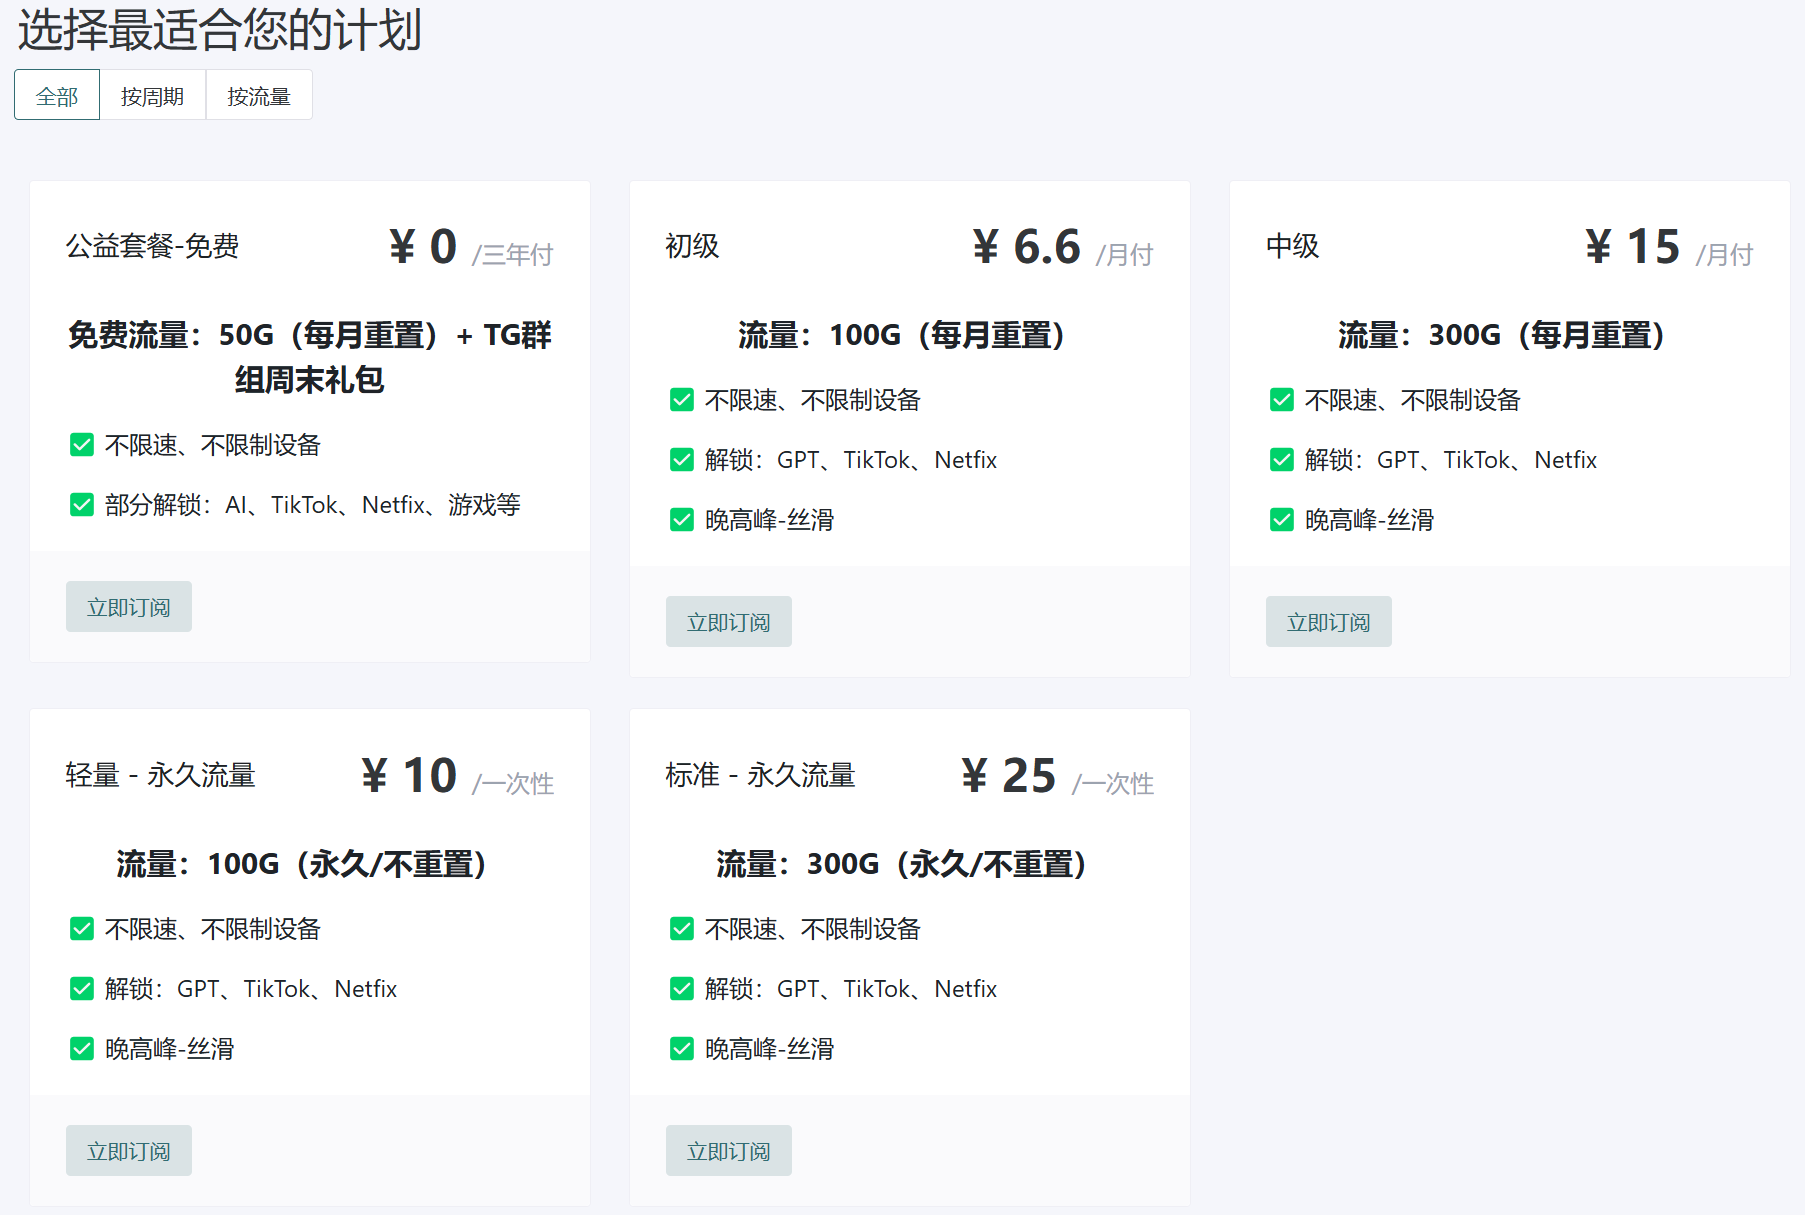 选择最适合您的计划
全部
按周期
按流量
公益套餐-免费
¥ 0 /三年付
免费流量：50G（每月重置）+ TG群
组周末礼包
不限速、不限制设备
部分解锁：AI、TikTok、Netfix、游戏等
立即订阅
初级
¥ 6.6 /月付
流量：100G（每月重置）
不限速、不限制设备
解锁：GPT、TikTok、Netfix
晚高峰-丝滑
立即订阅
中级
¥ 15 /月付
流量：300G（每月重置）
不限速、不限制设备
解锁：GPT、TikTok、Netfix
晚高峰-丝滑
立即订阅
轻量 - 永久流量
¥ 10 /一次性
流量：100G（永久/不重置）
不限速、不限制设备
解锁：GPT、TikTok、Netfix
晚高峰-丝滑
立即订阅
标准 - 永久流量
¥ 25 /一次性
流量：300G（永久/不重置）
不限速、不限制设备
解锁：GPT、TikTok、Netfix
晚高峰-丝滑
立即订阅